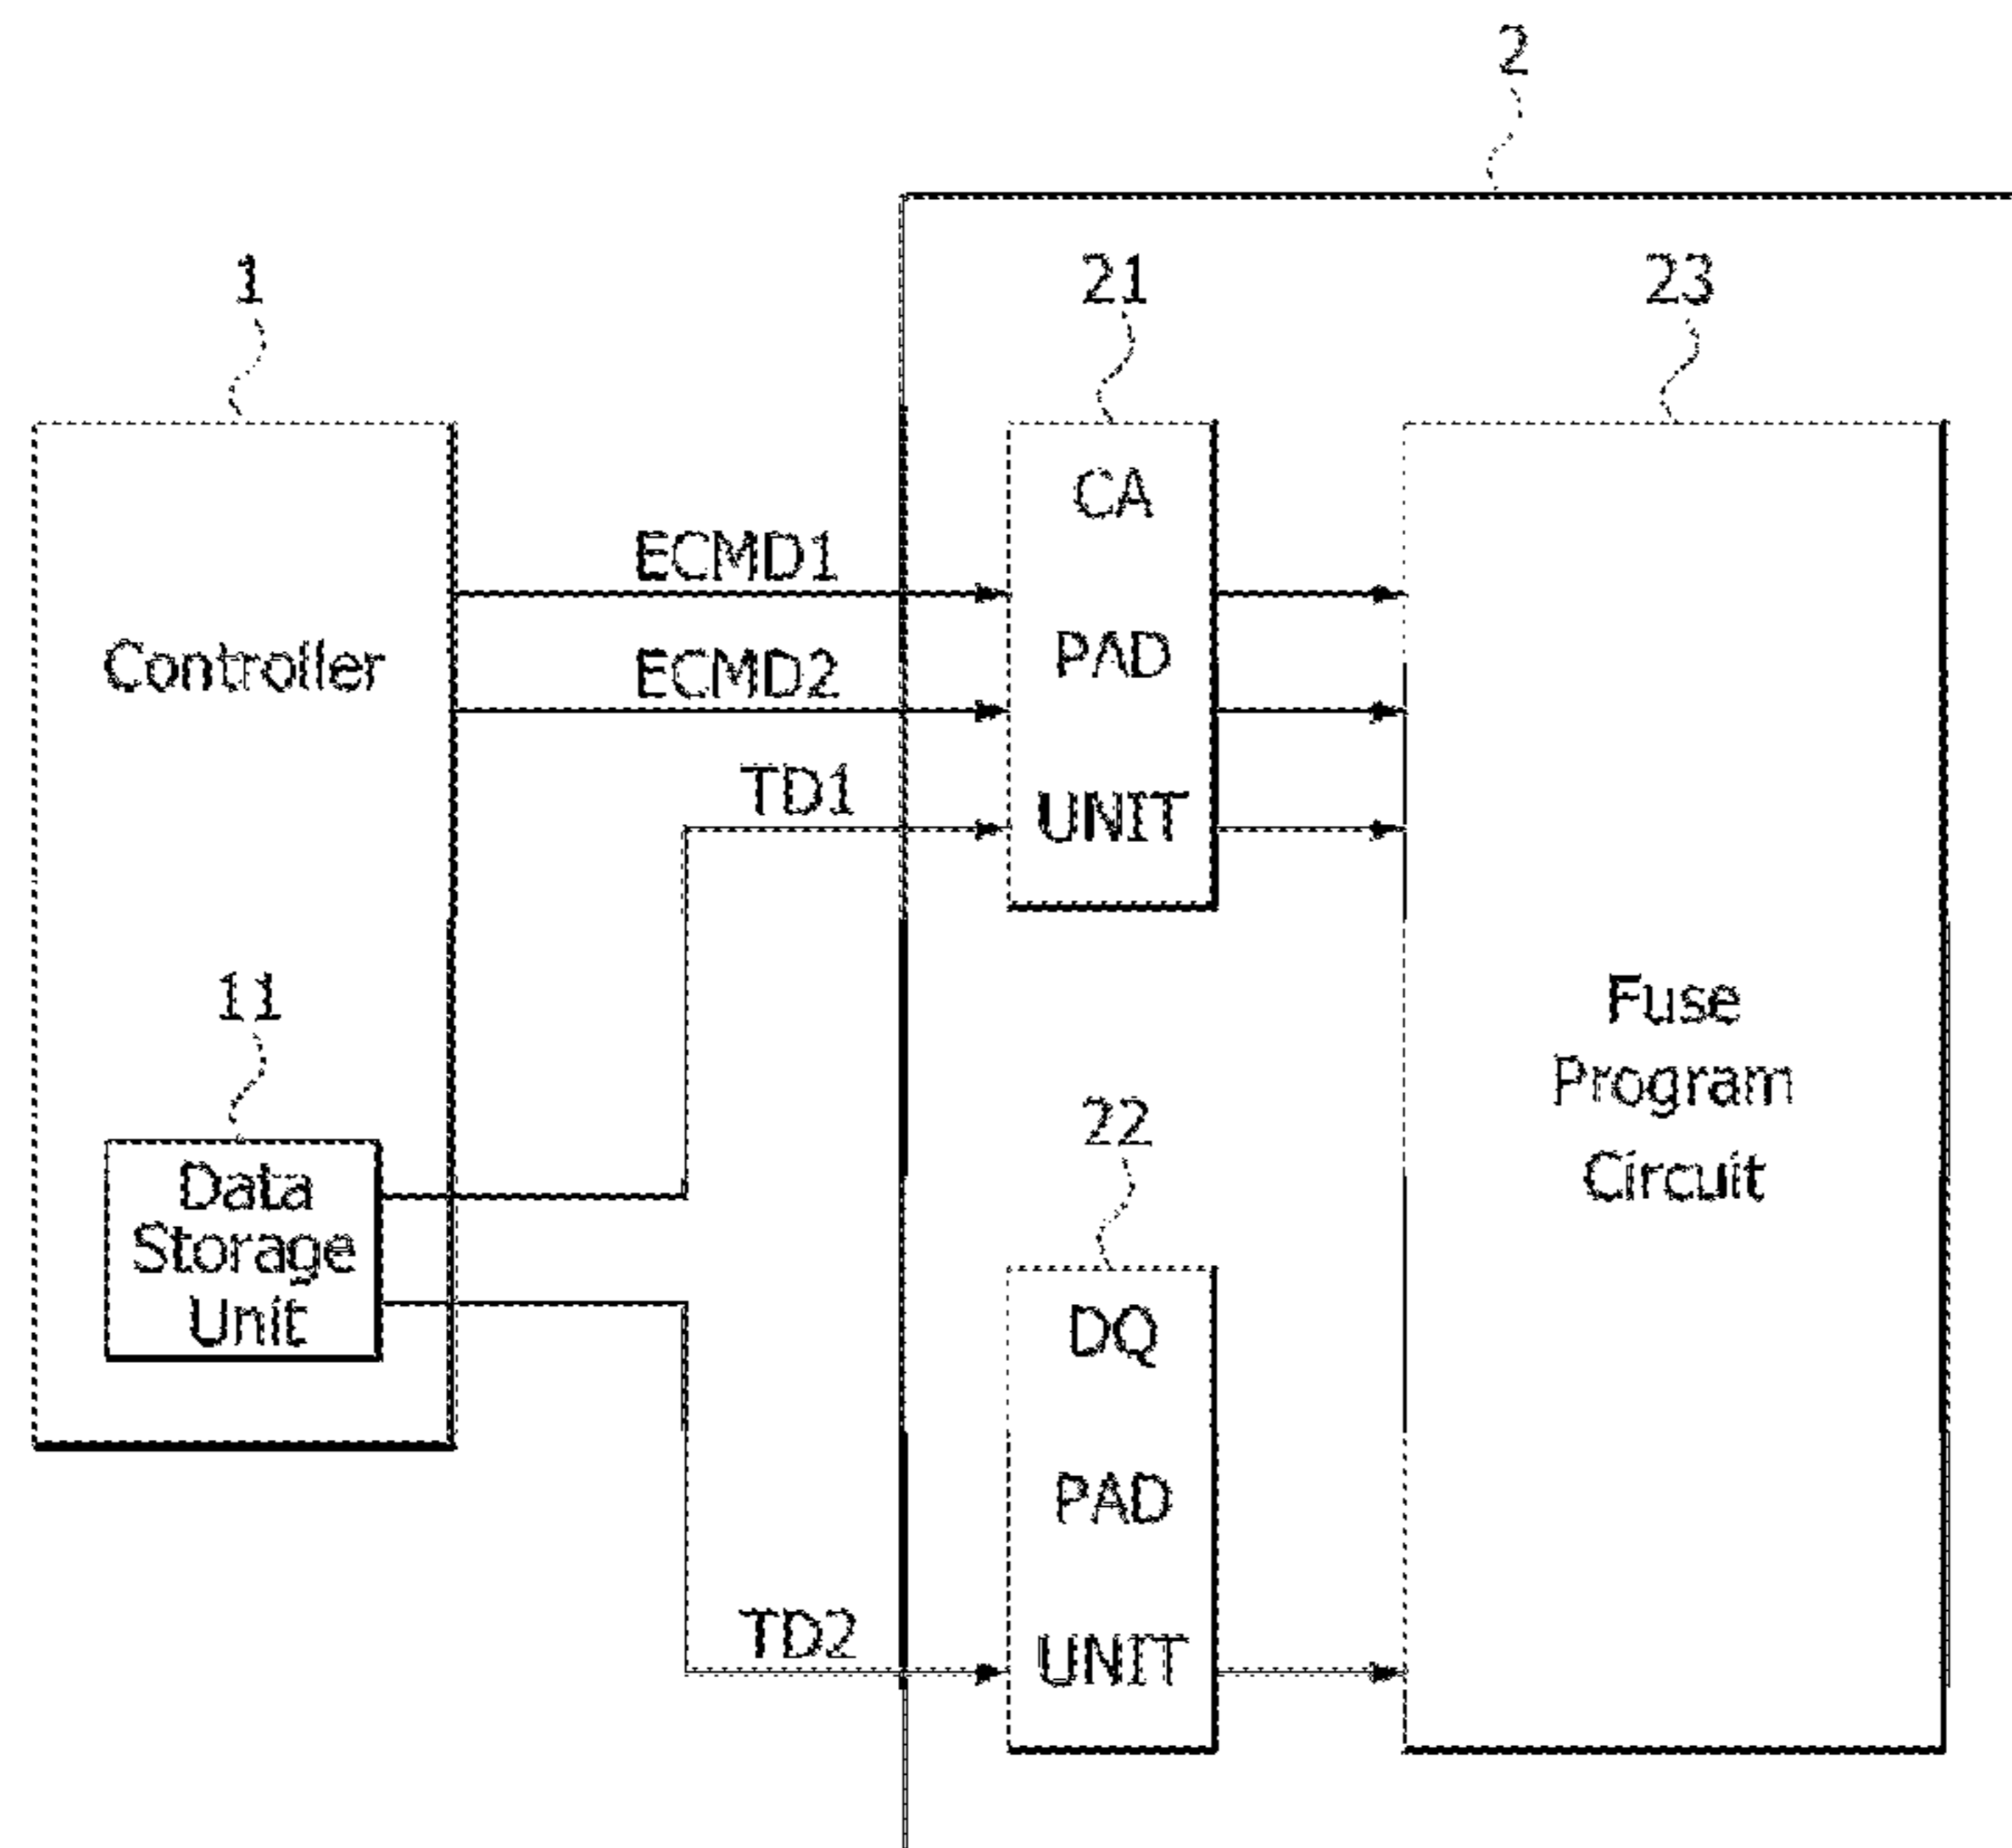 2
1
21
23
CA
PAD
UNIT
ECMD1
ECMD2
TD1
Controller
11
Data
Storage
Unit
22
DQ
PAD
UNIT
TD2
Fuse
Program
Circuit